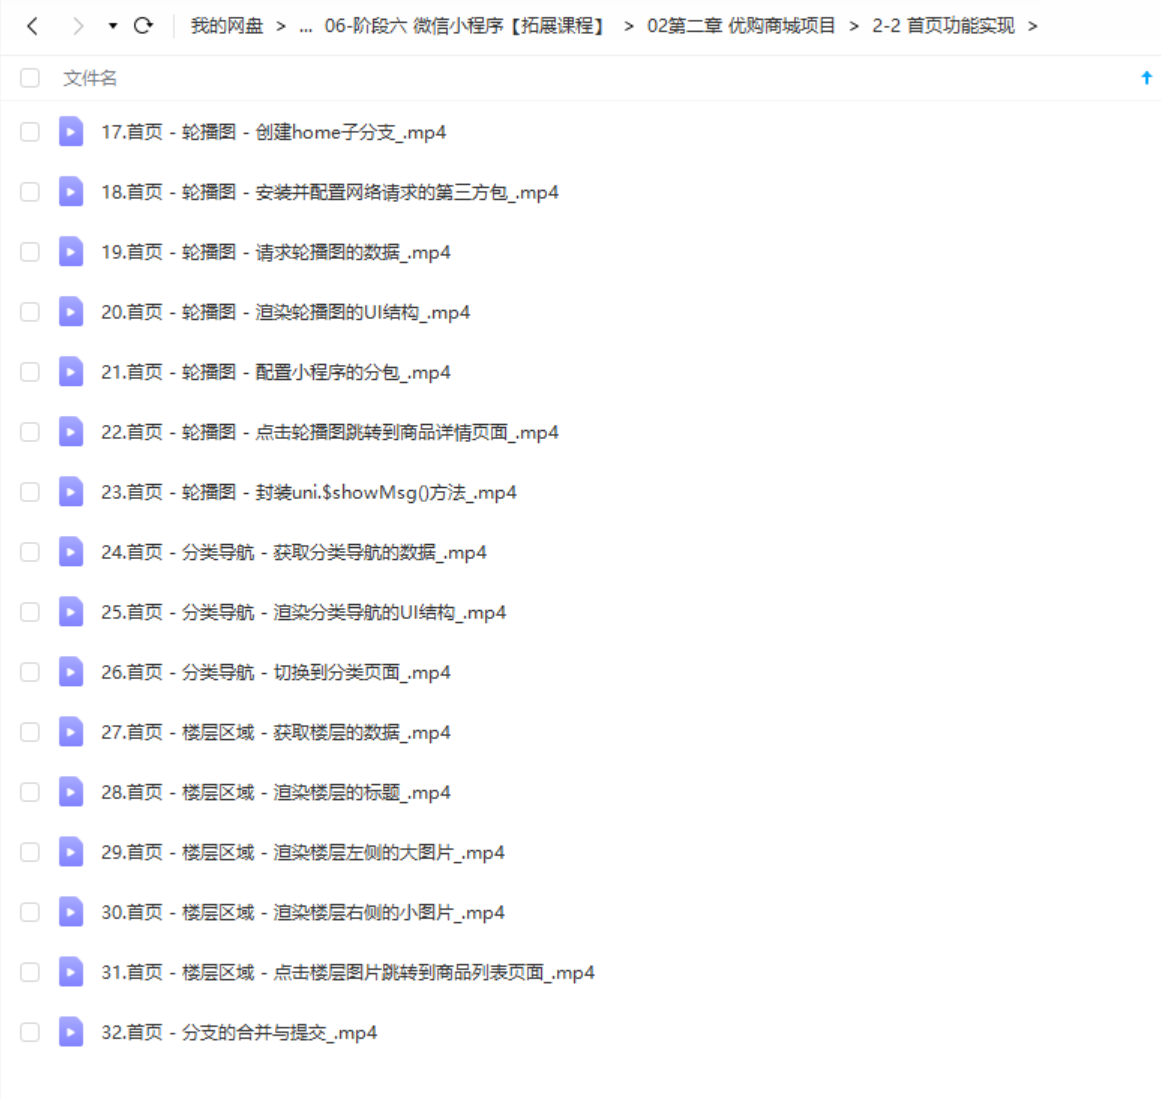 我的网盘 > ... 06-阶段六 微信小程序【拓展课程】 > 02第二章 优购商城项目 > 2-2 首页功能实现 >
文件名
17.首页 - 轮播图 - 创建home子分支_.mp4
18.首页 - 轮播图 - 安装并配置网络请求的第三方包_.mp4
19.首页 - 轮播图 - 请求轮播图的数据_.mp4
20.首页 - 轮播图 - 渲染轮播图的UI结构_.mp4
21.首页 - 轮播图 - 配置小程序的分包_.mp4
22.首页 - 轮播图 - 点击轮播图跳转到商品详情页面_.mp4
23.首页 - 轮播图 - 封装uni.$showMsg()方法_.mp4
24.首页 - 分类导航 - 获取分类导航的数据_.mp4
25.首页 - 分类导航 - 渲染分类导航的UI结构_.mp4
26.首页 - 分类导航 - 切换到分类页面_.mp4
27.首页 - 楼层区域 - 获取楼层的数据_.mp4
28.首页 - 楼层区域 - 渲染楼层的标题_.mp4
29.首页 - 楼层区域 - 渲染楼层左侧的大图片_.mp4
30.首页 - 楼层区域 - 渲染楼层右侧的小图片_.mp4
31.首页 - 楼层区域 - 点击楼层图片跳转到商品列表页面_.mp4
32.首页 - 分支的合并与提交_.mp4